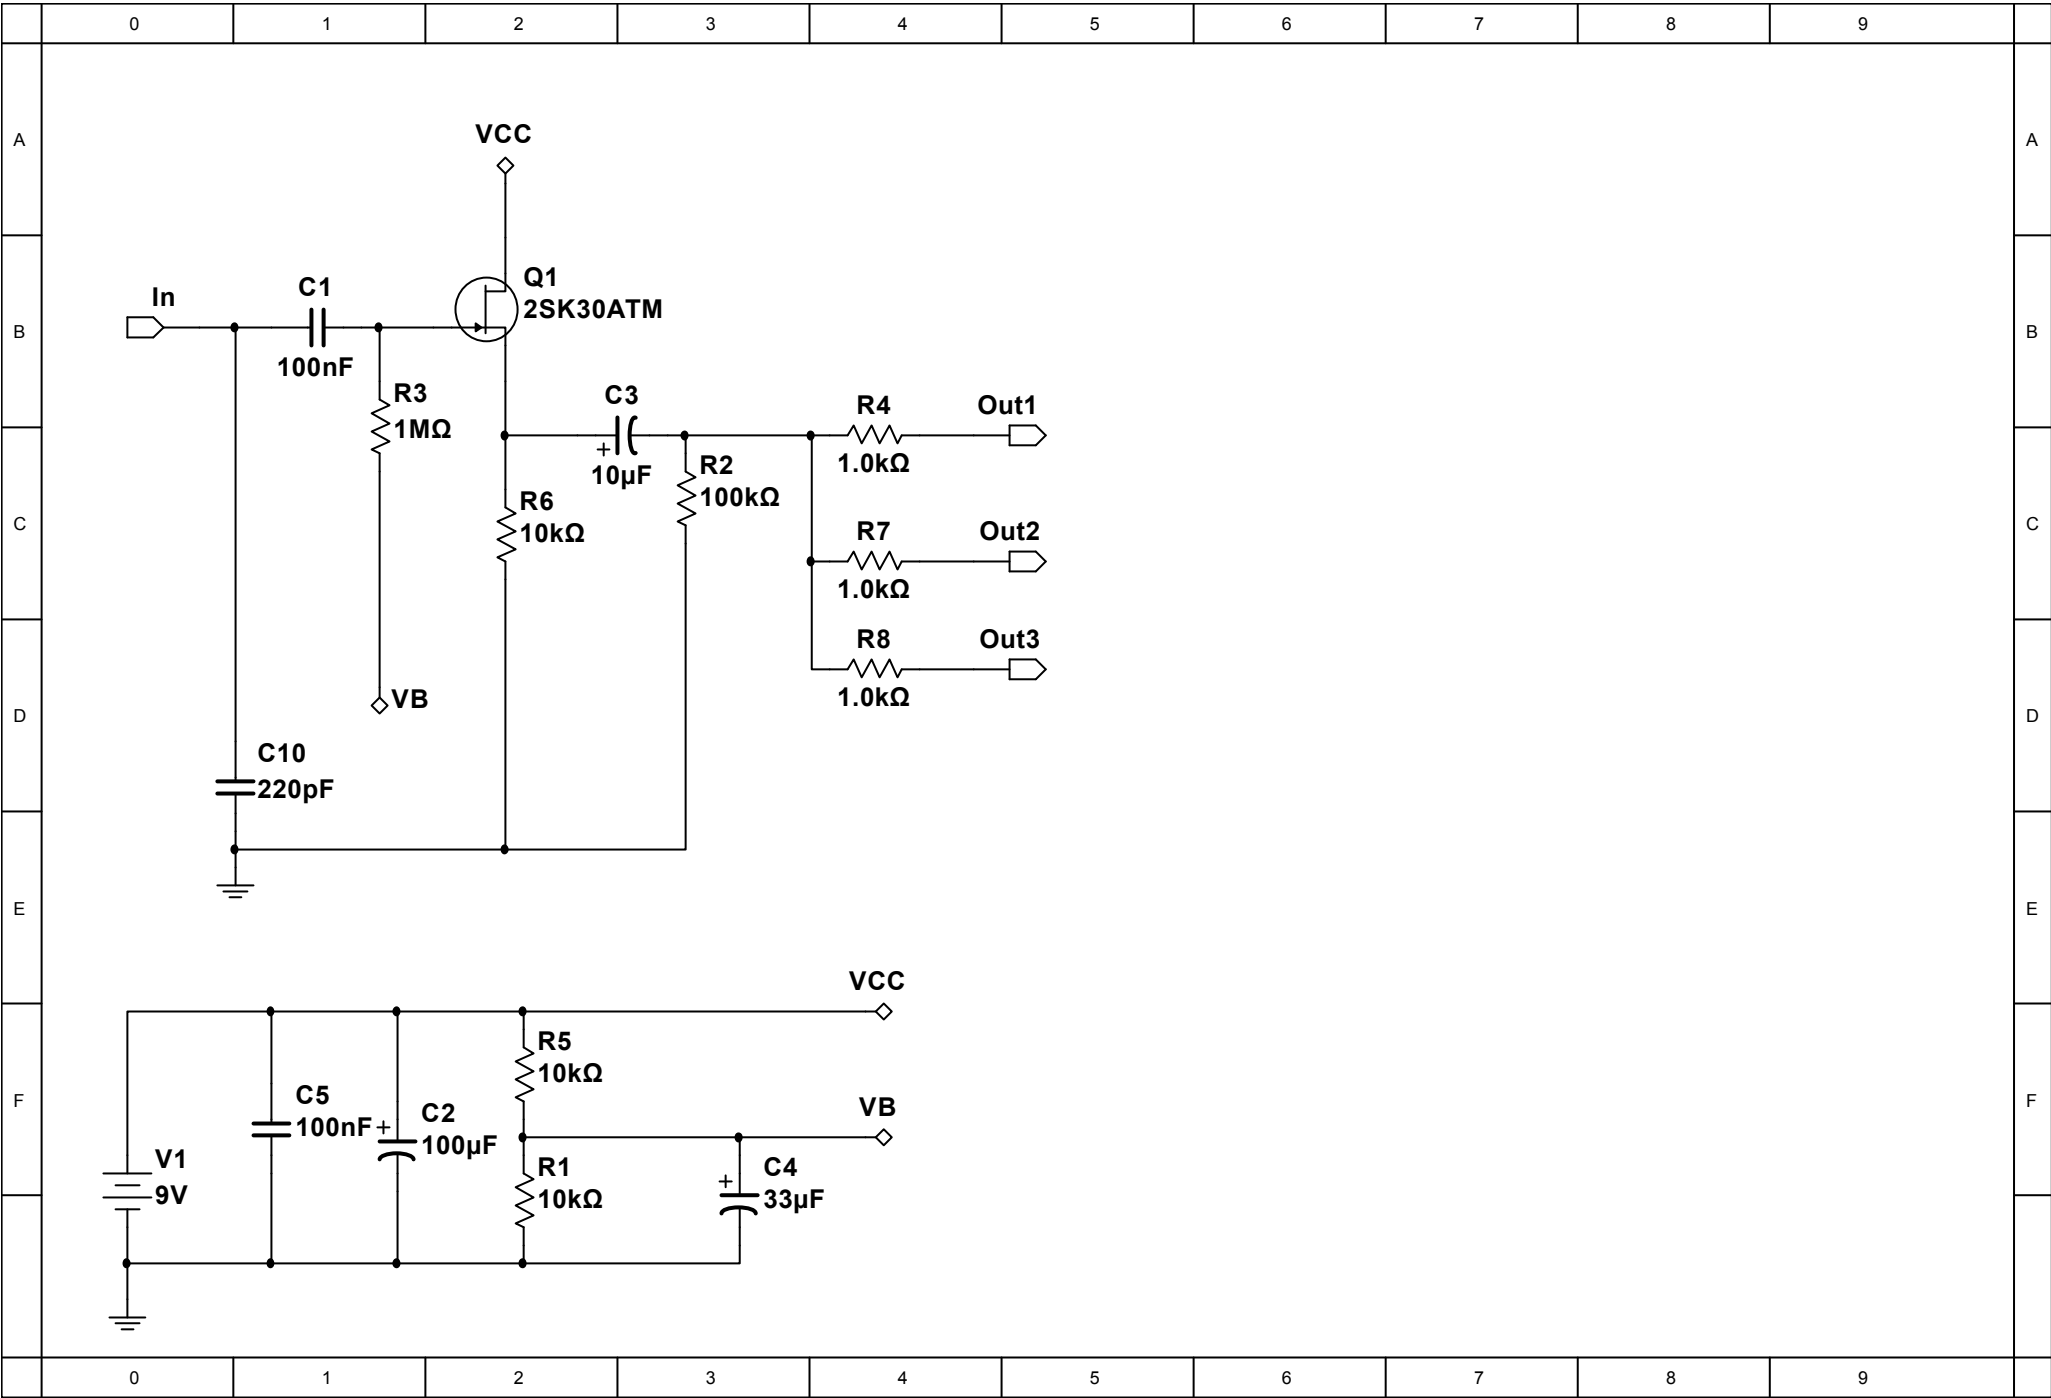 0 1 2 3 4 5 6 7 8 9
A A
VCC
Q1
2SK30ATM
In
C1
100nF
B B
R3
1MΩ
C3
10µF
R4
1.0kΩ
Out1
R2
100kΩ
R6
10kΩ
C C
R7
1.0kΩ
Out2
R8
1.0kΩ
Out3
VB
D D
C10
220pF
E E
VCC
R5
10kΩ
F F
C5
100nF
+
C2
100µF
VB
V1
9V
R1
10kΩ
+
C4
33µF
0 1 2 3 4 5 6 7 8 9